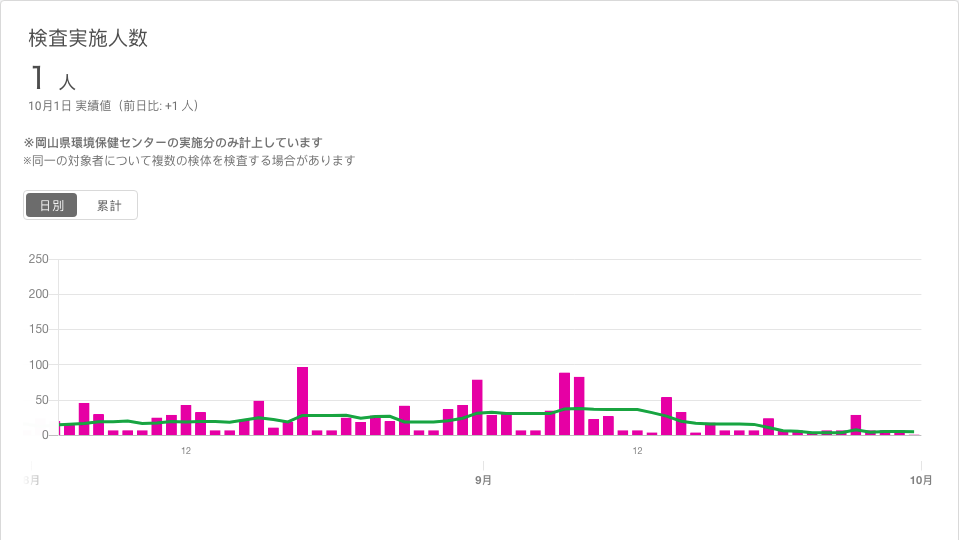 検査実施人数
1 人
10月1日 実績値（前日比: +1 人）
※岡山県環境保健センターの実施分のみ計上しています
※同一の対象者について複数の検体を検査する場合があります
日別 累計
250
200
150
100
50
0
12 12
月 9月 10月